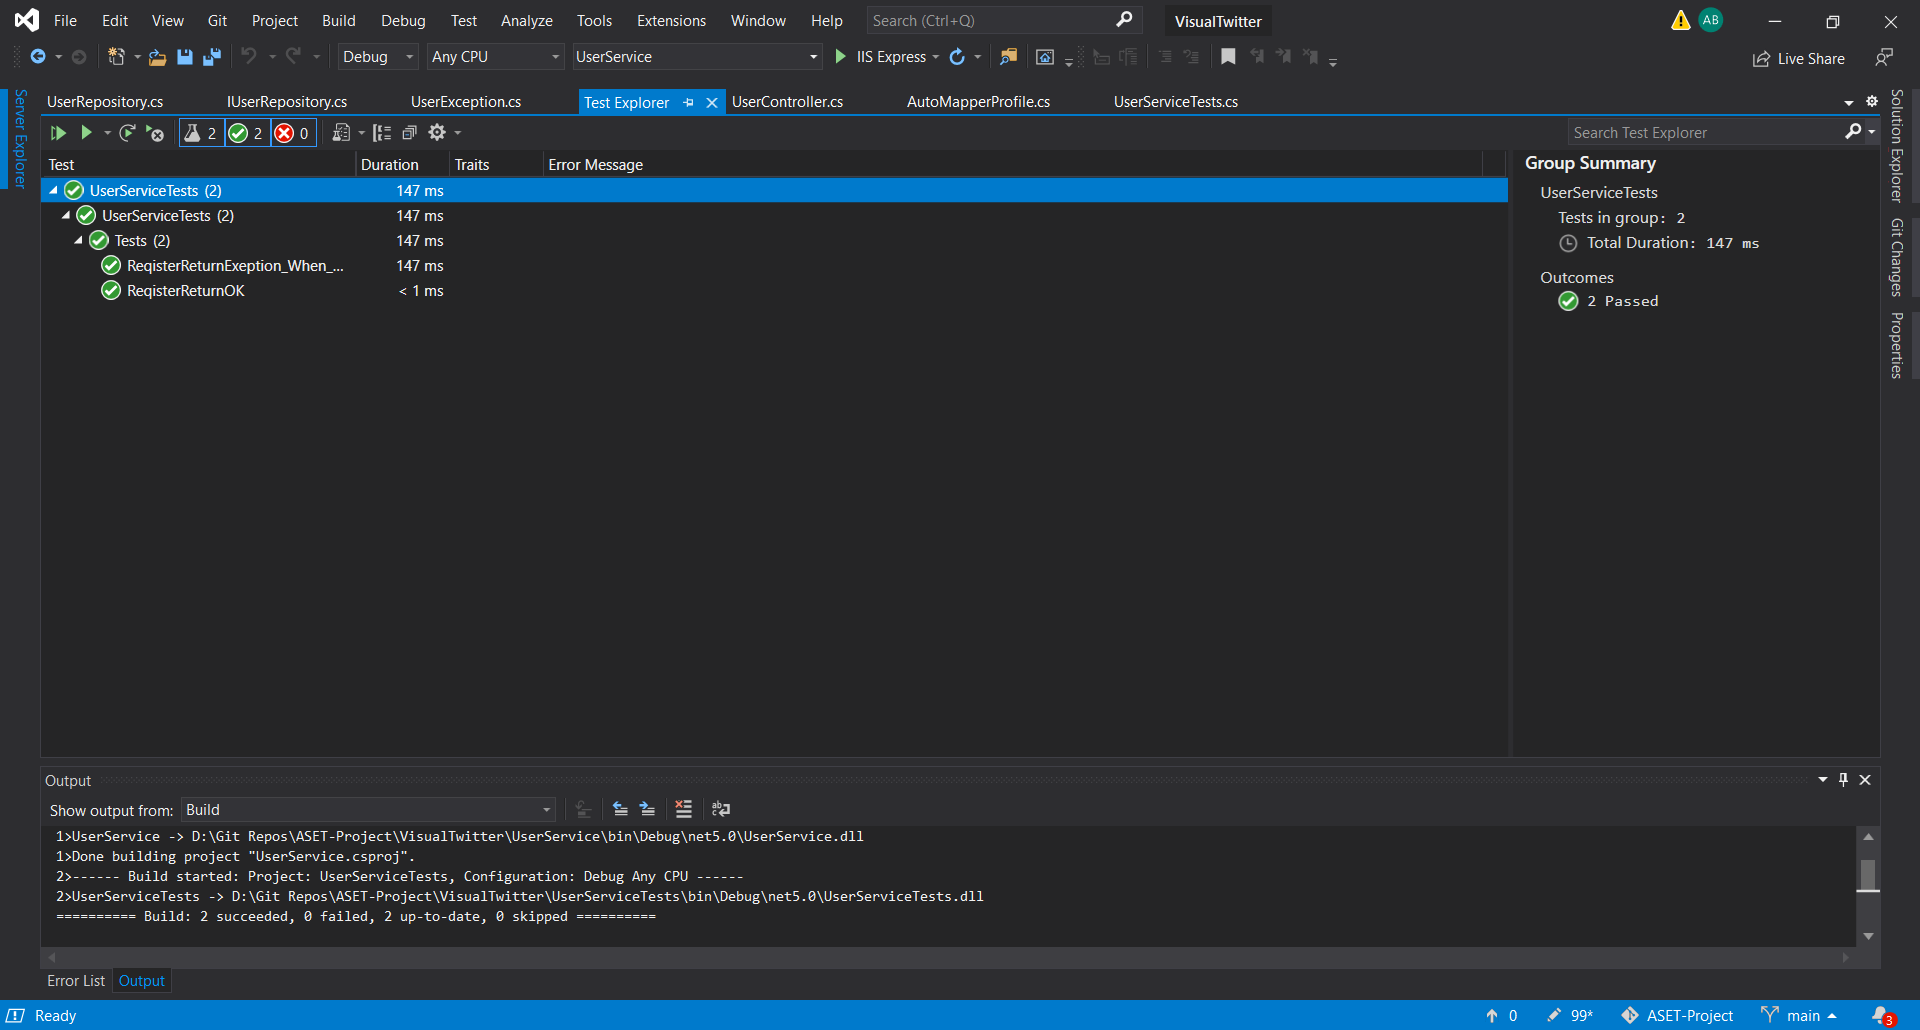 File Edit View Git Project Build Debug Test Analyze Tools Extensions Window Help Search (Ctrl+Q) VisualTwitter AB
Debug Any CPU UserService IIS Express Live Share
Server Explorer
UserRepository.cs IUserRepository.cs UserException.cs Test Explorer UserController.cs AutoMapperProfile.cs UserServiceTests.cs
2 2 0 Search Test Explorer
Test Duration Traits Error Message
UserServiceTests (2) 147 ms
UserServiceTests (2) 147 ms
Tests (2) 147 ms
ReqisterReturnExeption_When_... 147 ms
ReqisterReturnOK < 1 ms
Group Summary
UserServiceTests
Tests in group: 2
Total Duration: 147 ms
Outcomes
2 Passed
Solution Explorer
Git Changes
Properties
Output
Show output from: Build
1>UserService -> D:\Git Repos\ASET-Project\VisualTwitter\UserService\bin\Debug\net5.0\UserService.dll
1>Done building project "UserService.csproj".
2>------ Build started: Project: UserServiceTests, Configuration: Debug Any CPU ------
2>UserServiceTests -> D:\Git Repos\ASET-Project\VisualTwitter\UserServiceTests\bin\Debug\net5.0\UserServiceTests.dll
========== Build: 2 succeeded, 0 failed, 2 up-to-date, 0 skipped ==========
Error List Output
Ready 0 99* ASET-Project main 3